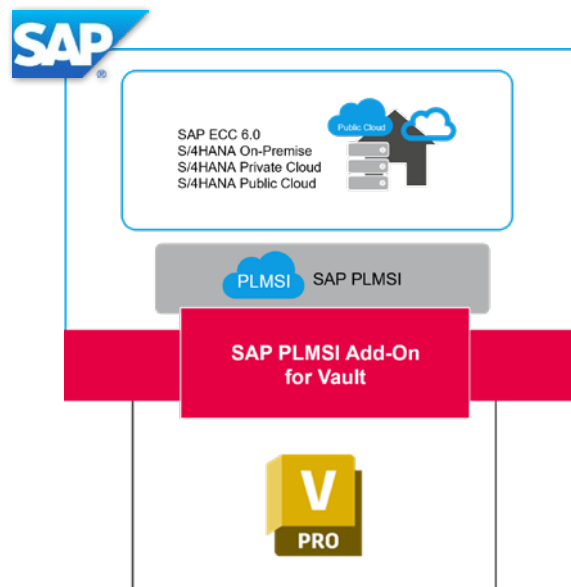 SAP
®
SAP ECC 6.0
S/4HANA On-Premise
S/4HANA Private Cloud
S/4HANA Public Cloud
Public Cloud
PLMSI
SAP PLMSI
SAP PLMSI Add-On
for Vault
V
PRO